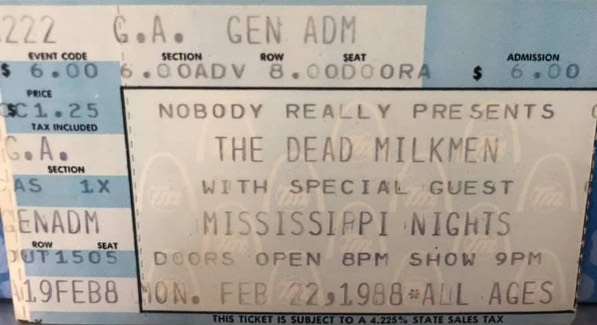 222 G.A. GEN ADM
EVENT CODE SECTION ROW SEAT ADMISSION
$ 6.00 6.00ADV 8.00DOORA $ 6.00
PRICE
C1.25
TAX INCLUDED
NOBODY REALLY PRESENTS
G.A.
THE DEAD MILKMEN
SECTION
AS 1X
WITH SPECIAL GUEST
GENADM
MISSISSIPPI NIGHTS
ROW SEAT
OUT1505
DOORS OPEN 8PM SHOW 9PM
19FEB8
MON. FEB 22,1988*ALL AGES
THIS TICKET IS SUBJECT TO A 4.225% STATE SALES TAX